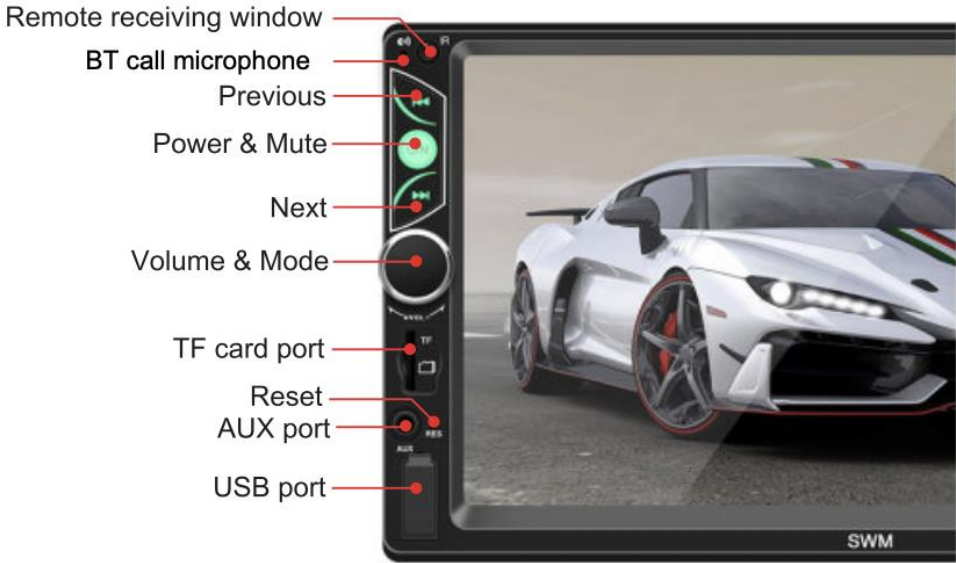 Remote receiving window
IR
BT call microphone
Previous
Power & Mute
Next
Volume & Mode
VOL
TF card port
TF
Reset
AUX port
RES
AUX
USB port
SWM